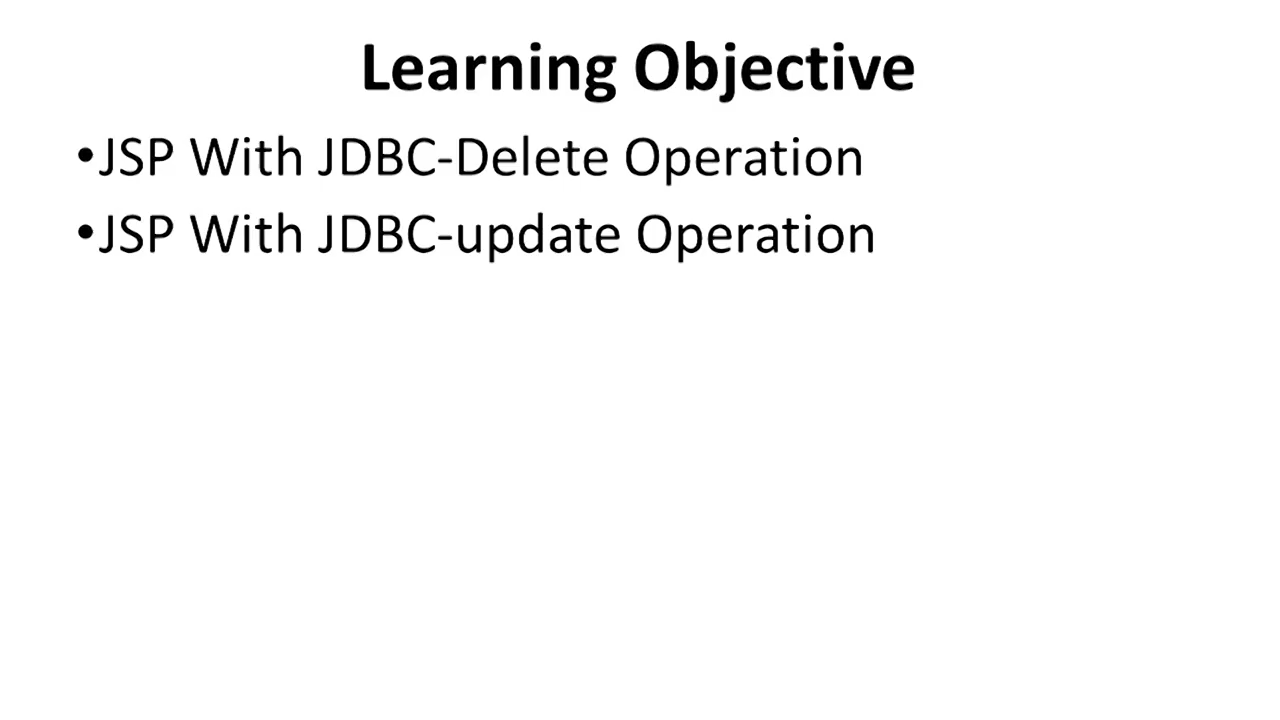 Learning Objective
•JSP With JDBC-Delete Operation
•JSP With JDBC-update Operation